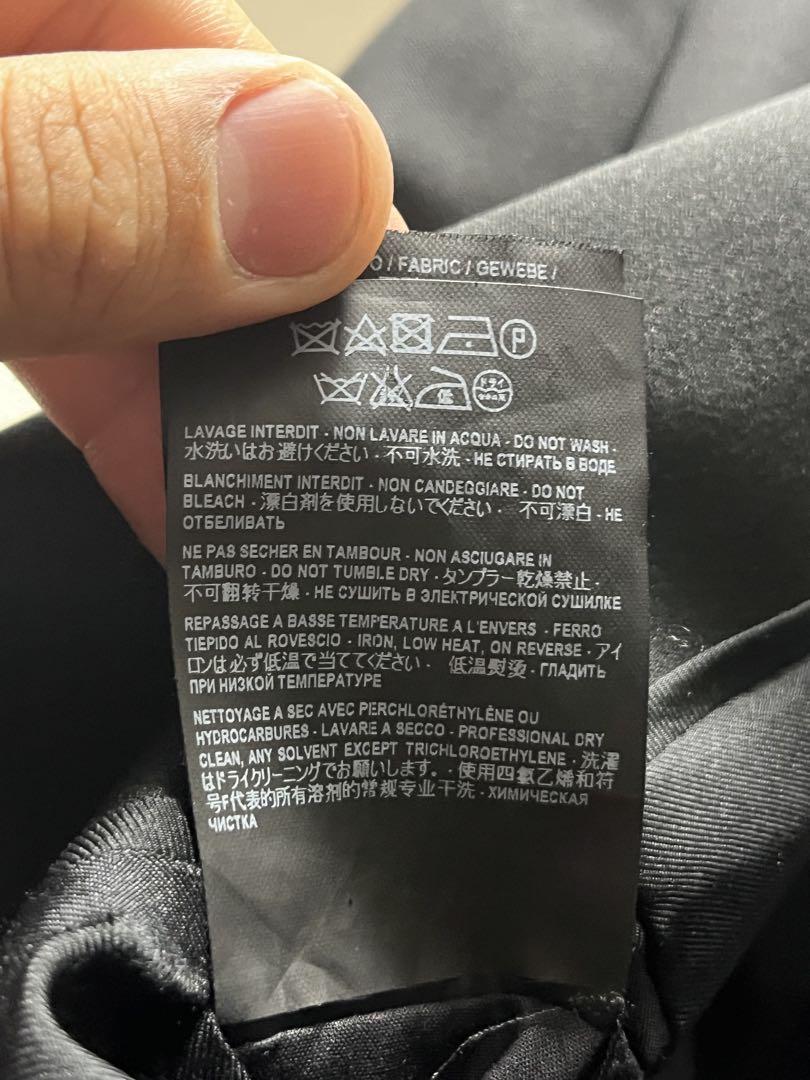 O / FABRIC / GEWEBE /
P
低 ドライ
LAVAGE INTERDIT - NON LAVARE IN ACQUA - DO NOT WASH -
水洗いはお避けください - 不可水洗 - НЕ СТИРАТЬ В ВОДЕ
BLANCHIMENT INTERDIT - NON CANDEGGIARE - DO NOT
BLEACH - 漂白剤を使用しないでください - 不可漂白 - НЕ
ОТБЕЛИВАТЬ
NE PAS SECHER EN TAMBOUR - NON ASCIUGARE IN
TAMBURO - DO NOT TUMBLE DRY - タンブラー乾燥禁止 -
不可翻转干燥 - НЕ СУШИТЬ В ЭЛЕКТРИЧЕСКОЙ СУШИЛКЕ
REPASSAGE A BASSE TEMPERATURE A L'ENVERS - FERRO
TIEPIDO AL ROVESCIO - IRON, LOW HEAT, ON REVERSE - アイ
ロンは必ず低温で当ててください - 低温熨烫 - ГЛАДИТЬ
ПРИ НИЗКОЙ ТЕМПЕРАТУРЕ
NETTOYAGE A SEC AVEC PERCHLORÉTHYLÈNE OU
HYDROCARBURES - LAVARE A SECCO - PROFESSIONAL DRY
CLEAN, ANY SOLVENT EXCEPT TRICHLOROETHYLENE - 洗濯
はドライクリーニングでお願いします。 - 使用四氯乙烯和符
号F代表的所有溶剂的常规专业干洗 - ХИМИЧЕСКАЯ
ЧИСТКА